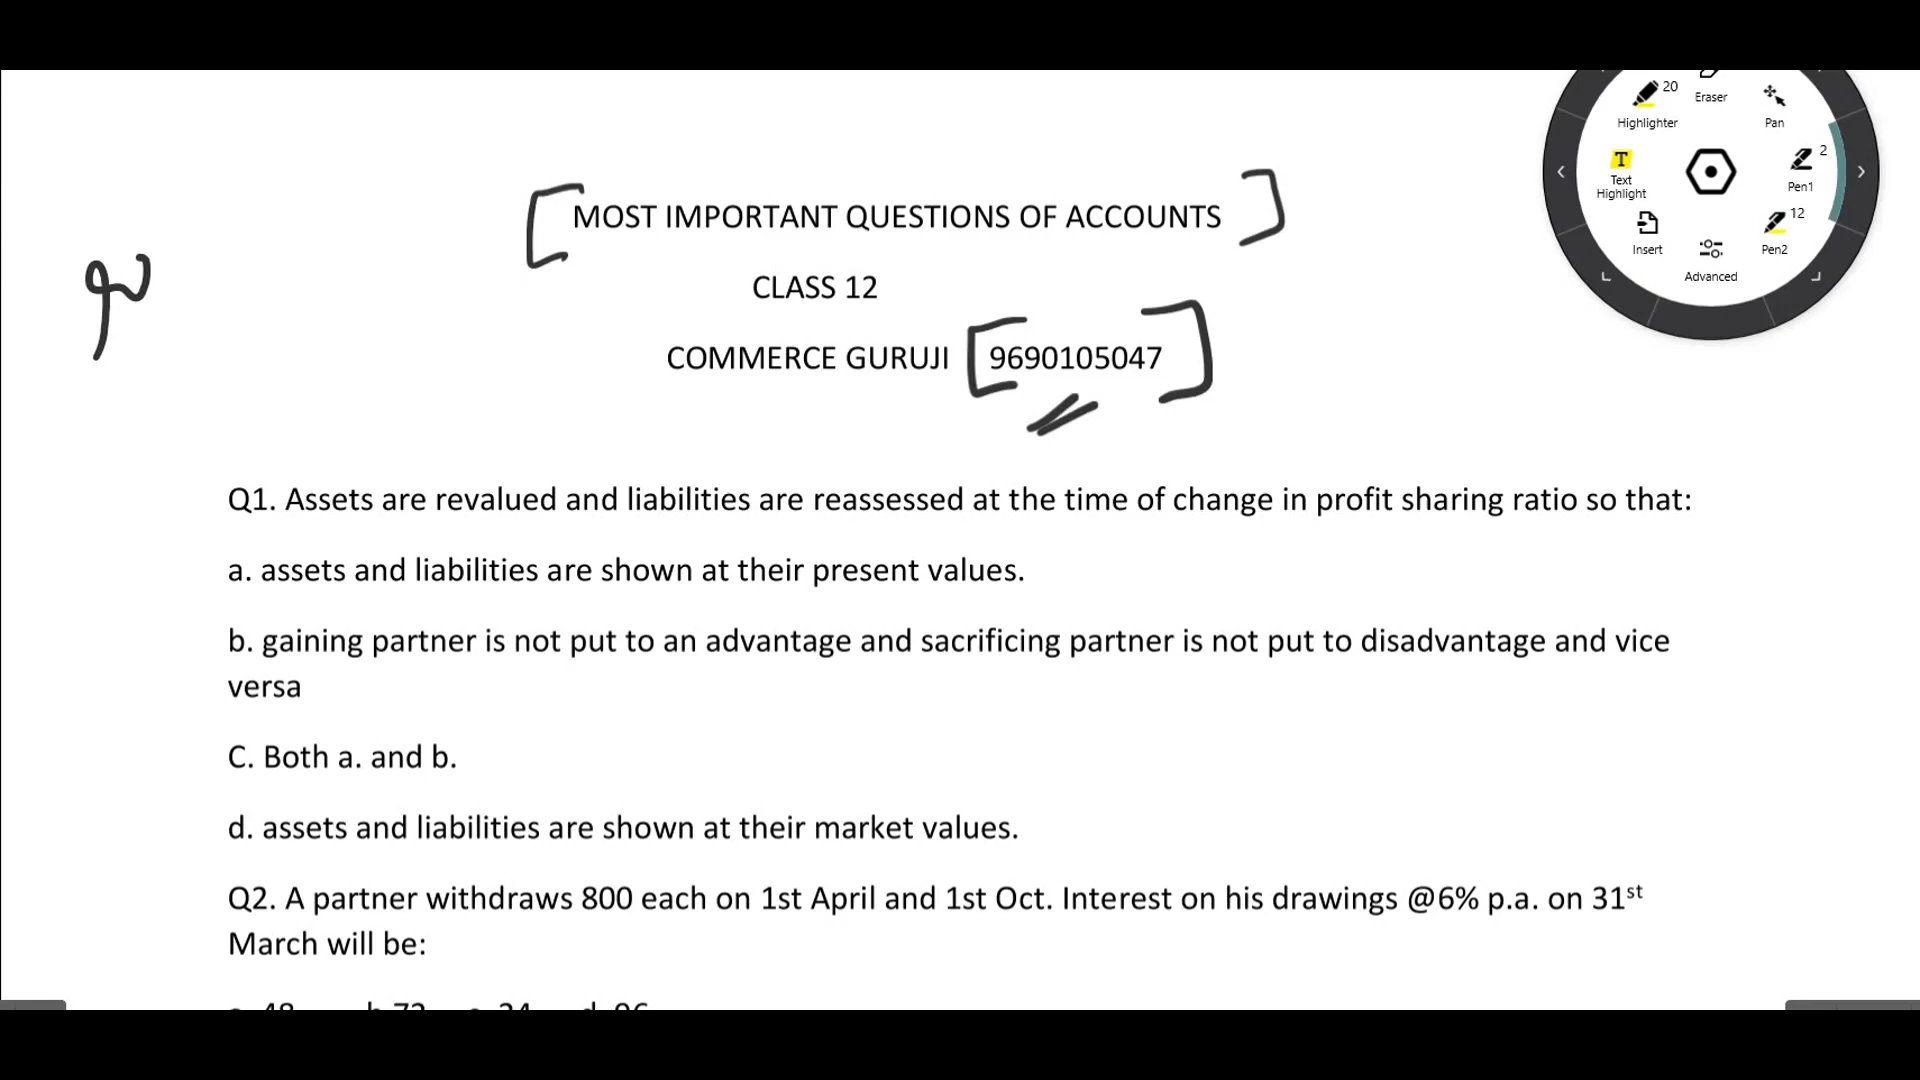 20
Eraser
Highlighter
Pan
T
2
Text
Highlight
Pen1
12
Insert
Pen2
Advanced
MOST IMPORTANT QUESTIONS OF ACCOUNTS
CLASS 12
COMMERCE GURUJI 9690105047
Q1. Assets are revalued and liabilities are reassessed at the time of change in profit sharing ratio so that:
a. assets and liabilities are shown at their present values.
b. gaining partner is not put to an advantage and sacrificing partner is not put to disadvantage and vice
versa
C. Both a. and b.
d. assets and liabilities are shown at their market values.
Q2. A partner withdraws 800 each on 1st April and 1st Oct. Interest on his drawings @6% p.a. on 31st
March will be: